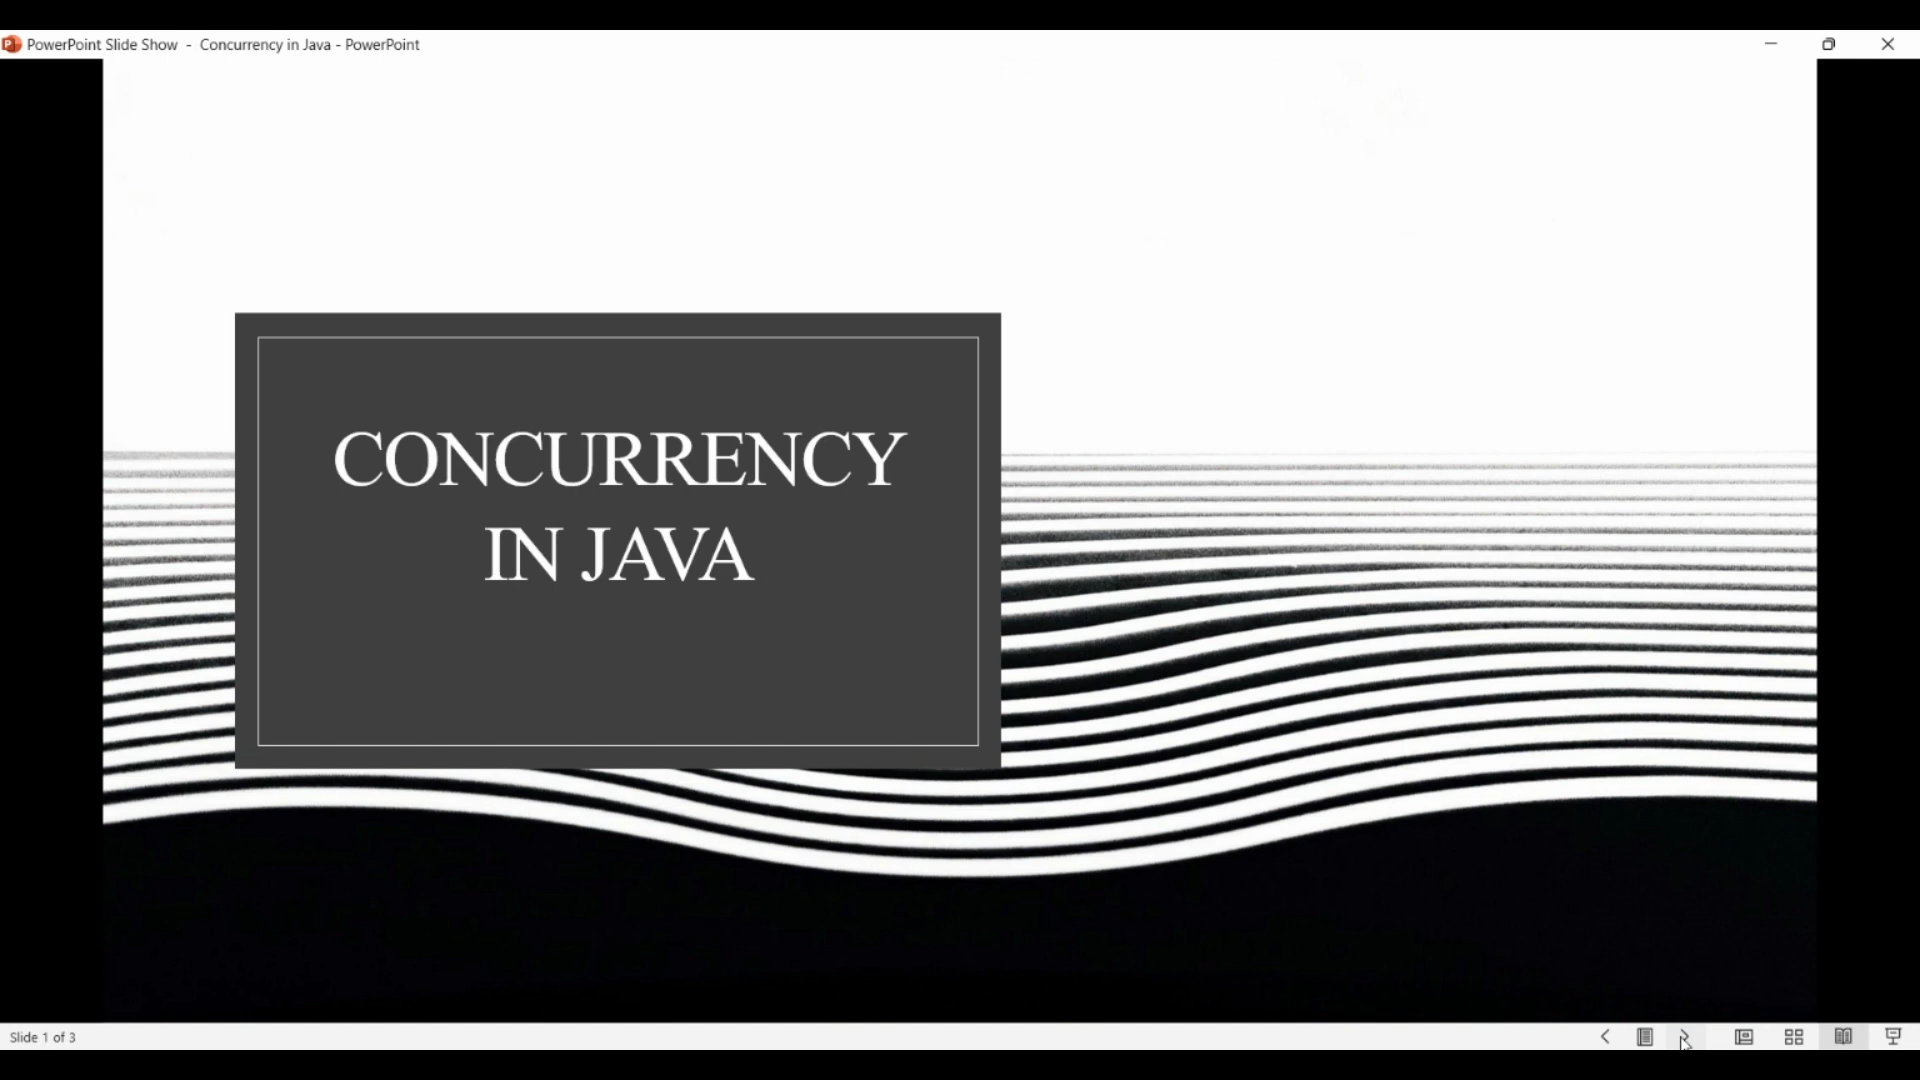 PowerPoint Slide Show - Concurrency in Java - PowerPoint
CONCURRENCY
IN JAVA
Slide 1 of 3